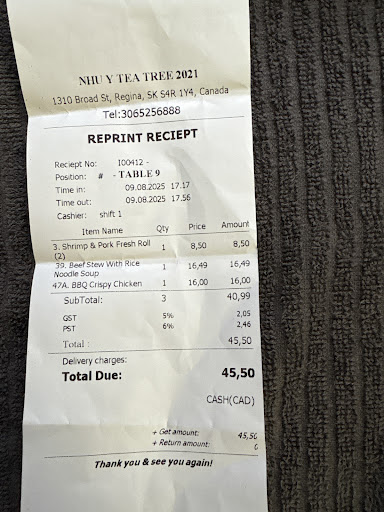 NHU Y TEA TREE 2021
1310 Broad St, Regina, SK S4R 1Y4, Canada
Tel:3065256888
REPRINT RECIEPT
Reciept No: I00412 -
Position: # - TABLE 9
Time in: 09.08.2025 17.17
Time out: 09.08.2025 17.56
Cashier: shift 1
Item Name Qty Price Amount
3. Shrimp & Pork Fresh Roll (2) 1 8,50 8,50
39. Beef Stew With Rice Noodle Soup 1 16,49 16,49
47A. BBQ Crispy Chicken 1 16,00 16,00
SubTotal: 3 40,99
GST 5% 2,05
PST 6% 2,46
Total : 45,50
Delivery charges:
Total Due: 45,50
CASH(CAD)
+ Get amount: 45,50
+ Return amount: 0
Thank you & see you again!